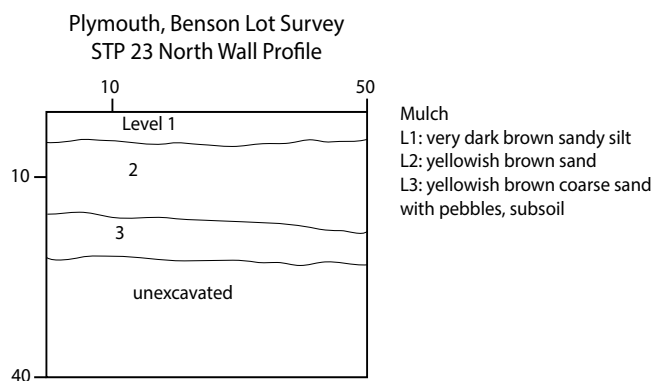 Plymouth, Benson Lot Survey
STP 23 North Wall Profile
10
50
Level 1
2
10
3
unexcavated
40
Mulch
L1: very dark brown sandy silt
L2: yellowish brown sand
L3: yellowish brown coarse sand
with pebbles, subsoil